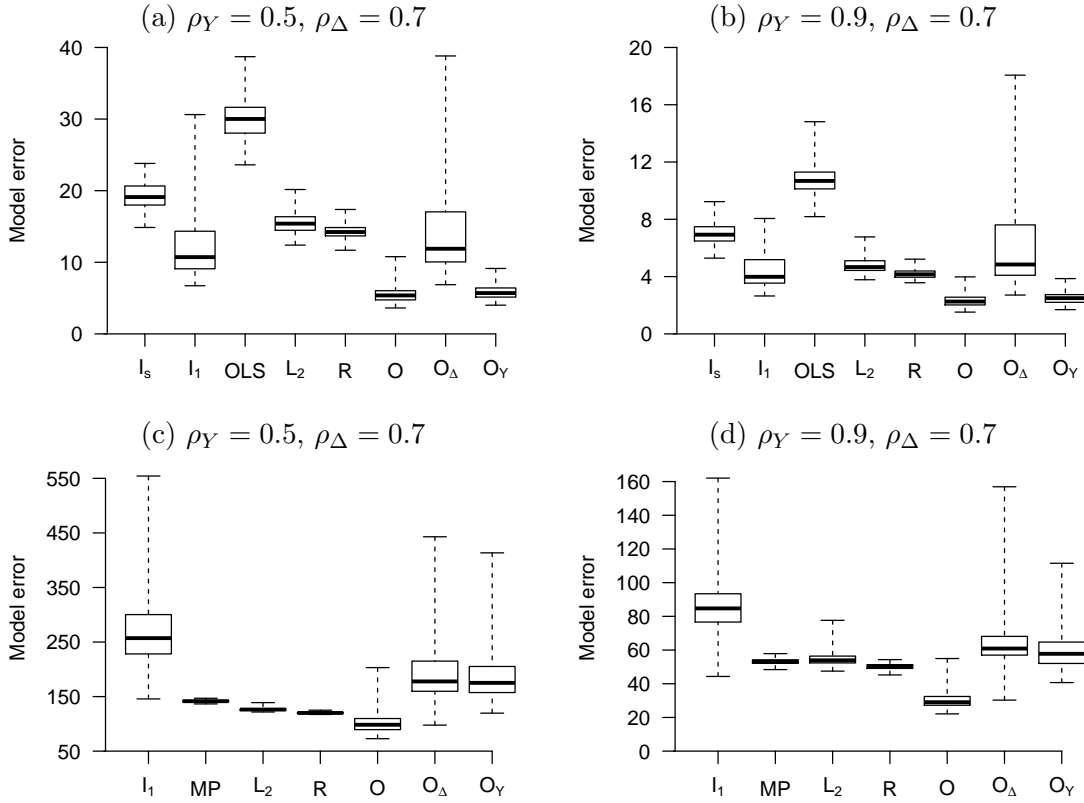 (a) ρ_Y = 0.5, ρ_Δ = 0.7
(b) ρ_Y = 0.9, ρ_Δ = 0.7
Model error
40
30
20
10
0
I_s I_1 OLS L_2 R O O_Δ O_Y
Model error
20
16
12
8
4
0
I_s I_1 OLS L_2 R O O_Δ O_Y
(c) ρ_Y = 0.5, ρ_Δ = 0.7
(d) ρ_Y = 0.9, ρ_Δ = 0.7
Model error
550
450
350
250
150
50
I_1 MP L_2 R O O_Δ O_Y
Model error
160
140
120
100
80
60
40
20
0
I_1 MP L_2 R O O_Δ O_Y